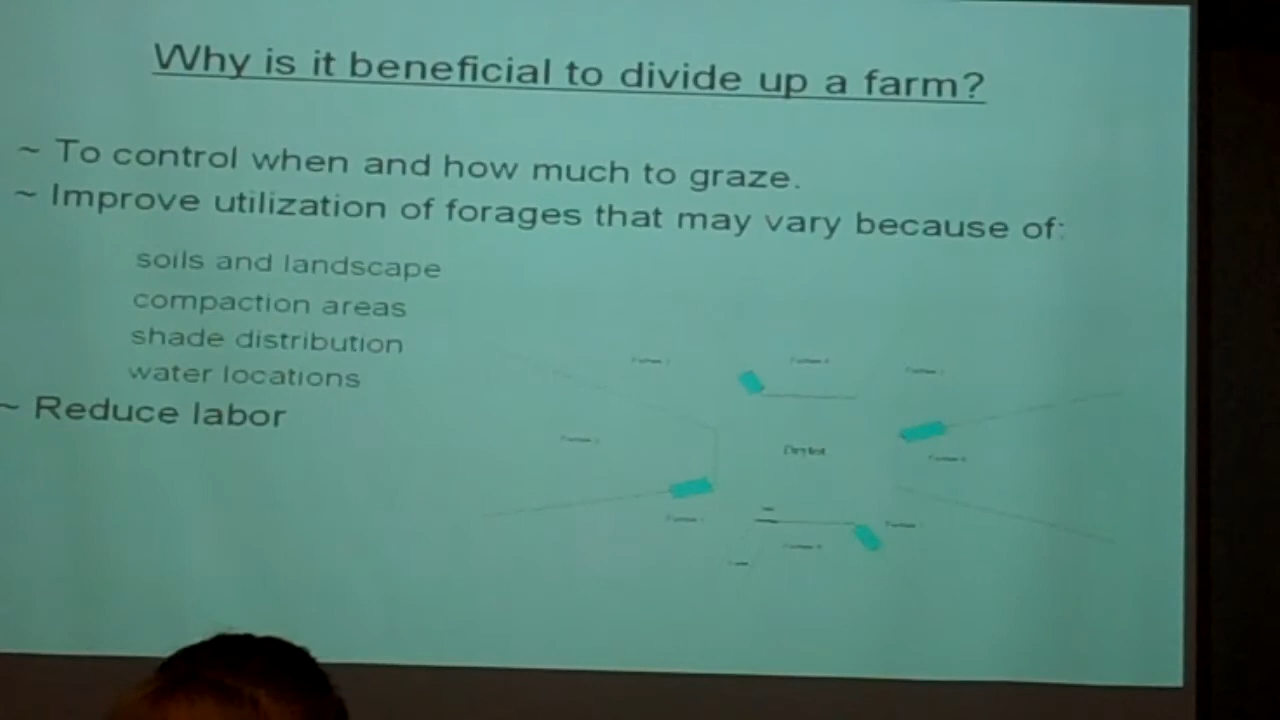 Why is it beneficial to divide up a farm?
~ To control when and how much to graze.
~ Improve utilization of forages that may vary because of:
soils and landscape
compaction areas
shade distribution
water locations
~ Reduce labor
Drylot